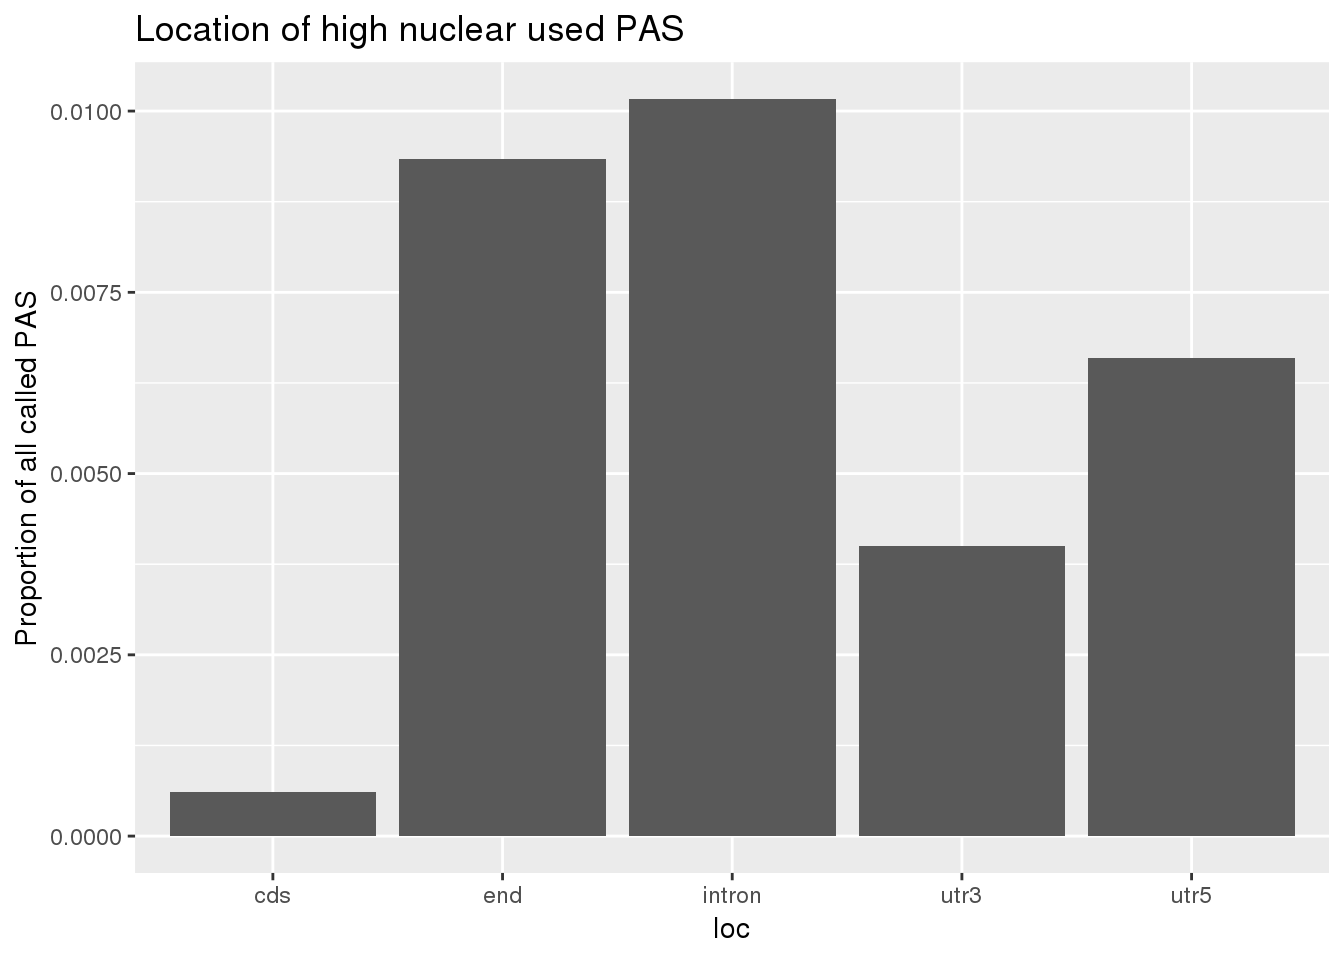 Location of high nuclear used PAS
Proportion of all called PAS
0.0100
0.0075
0.0050
0.0025
0.0000
cds
end
intron
utr3
utr5
loc